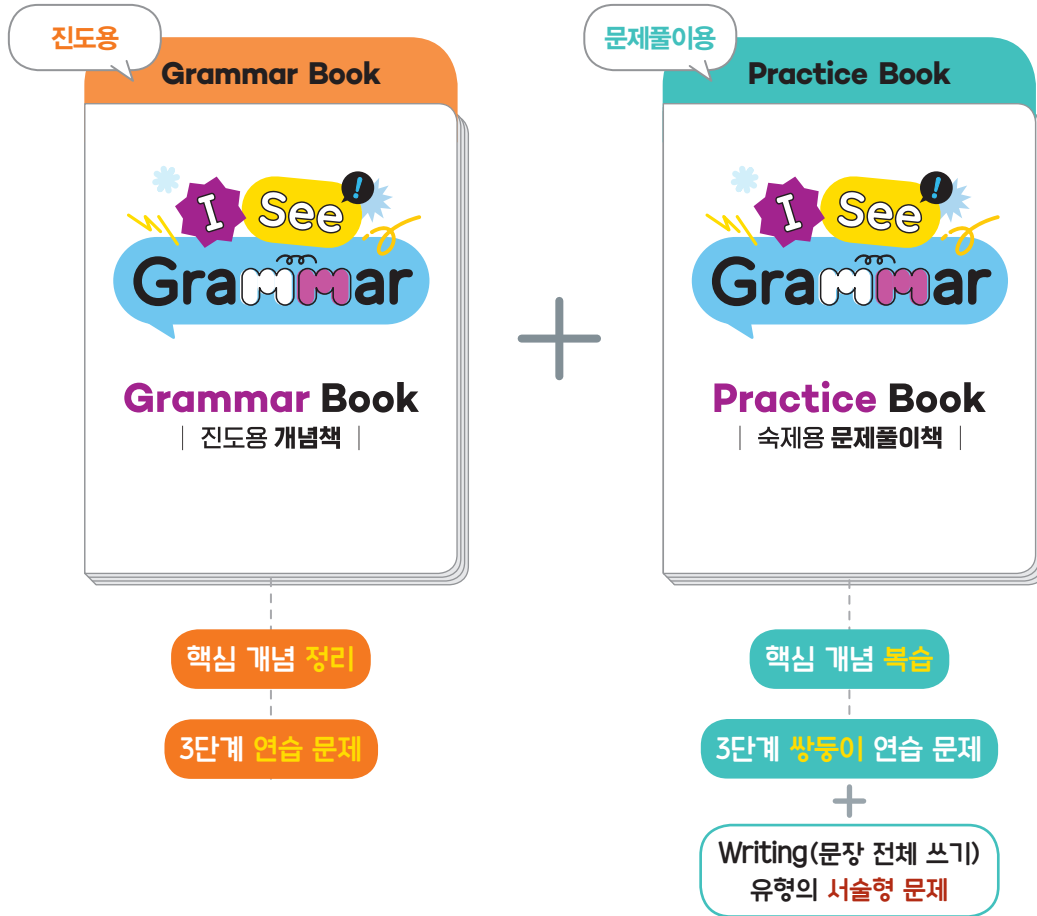 진도용
Grammar Book
I See!
Grammar
Grammar Book
| 진도용 개념책 |
핵심 개념 정리
3단계 연습 문제
+
문제풀이용
Practice Book
I See!
Grammar
Practice Book
| 숙제용 문제풀이책 |
핵심 개념 복습
3단계 쌍둥이 연습 문제
+
Writing(문장 전체 쓰기)
유형의 서술형 문제